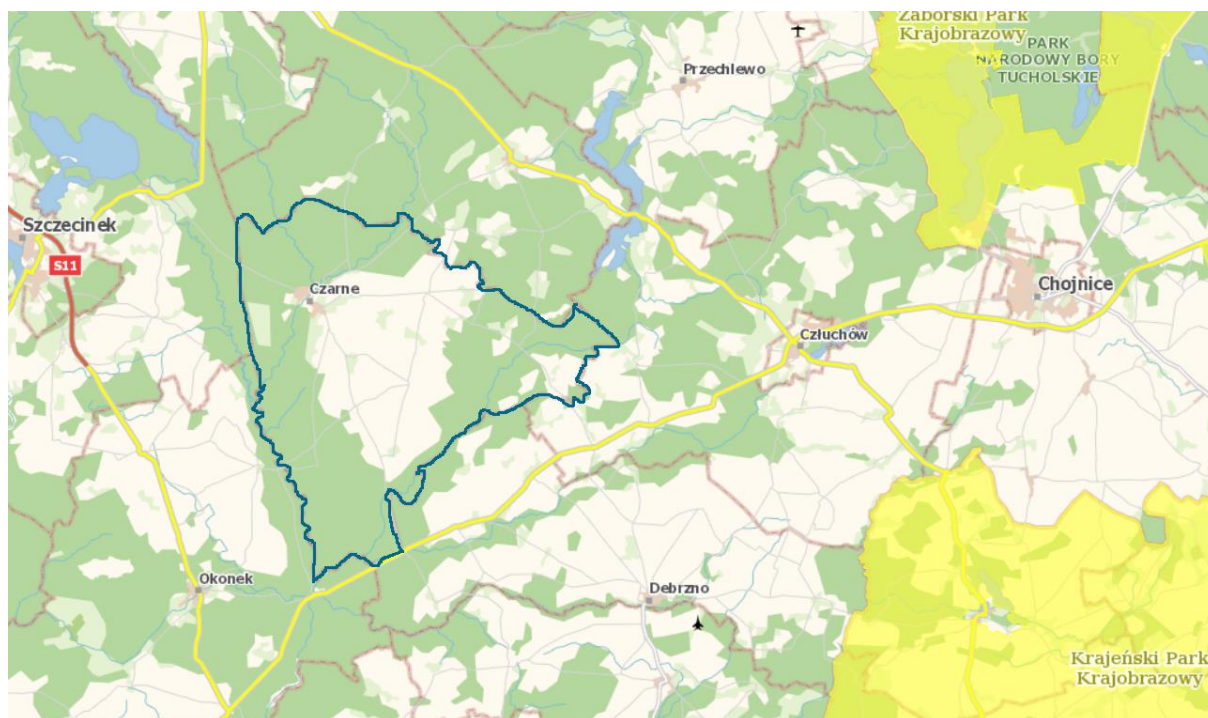 Zaborski Park
Krajobrazowy
PARK
NARODOWY BORY
TUCHOLSKIE
Przechlewo
Szczecinek
S11
Czarne
Chojnice
Człuchów
Okonek
Debrzno
Krajeński Park
Krajobrazowy